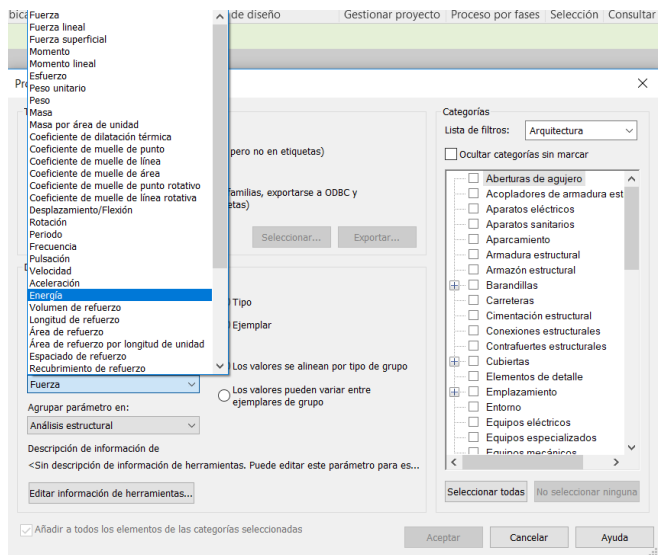 de diseño
Gestionar proyecto
Proceso por fases
Selección
Consultar
Fuerza
Fuerza lineal
Fuerza superficial
Momento
Momento lineal
Esfuerzo
Peso unitario
Peso
Masa
Masa por área de unidad
Coeficiente de dilatación térmica
Coeficiente de muelle de punto
Coeficiente de muelle de línea
Coeficiente de muelle de área
Coeficiente de muelle de punto rotativo
Coeficiente de muelle de línea rotativa
Desplazamiento/Flexión
Rotación
Periodo
Frecuencia
Pulsación
Velocidad
Aceleración
Energía
Volumen de refuerzo
Longitud de refuerzo
Área de refuerzo
Área de refuerzo por longitud de unidad
Espaciado de refuerzo
Recubrimiento de refuerzo
pero no en etiquetas)
familias, exportarse a ODBC y
etas)
Seleccionar...
Exportar...
Tipo
Ejemplar
Los valores se alinean por tipo de grupo
Los valores pueden variar entre
ejemplares de grupo
Fuerza
Agrupar parámetro en:
Análisis estructural
Descripción de información de
<Sin descripción de información de herramientas. Puede editar este parámetro para es...
Editar información de herramientas...
Añadir a todos los elementos de las categorías seleccionadas
Categorías
Lista de filtros:
Arquitectura
Ocultar categorías sin marcar
Aberturas de agujero
Acopladores de armadura est
Aparatos eléctricos
Aparatos sanitarios
Aparcamiento
Armadura estructural
Armazón estructural
Barandillas
Carreteras
Cimentación estructural
Conexiones estructurales
Contrafuertes estructurales
Cubiertas
Elementos de detalle
Emplazamiento
Entorno
Equipos eléctricos
Equipos especializados
Equipos mecánicos
Seleccionar todas
No seleccionar ninguna
Aceptar
Cancelar
Ayuda